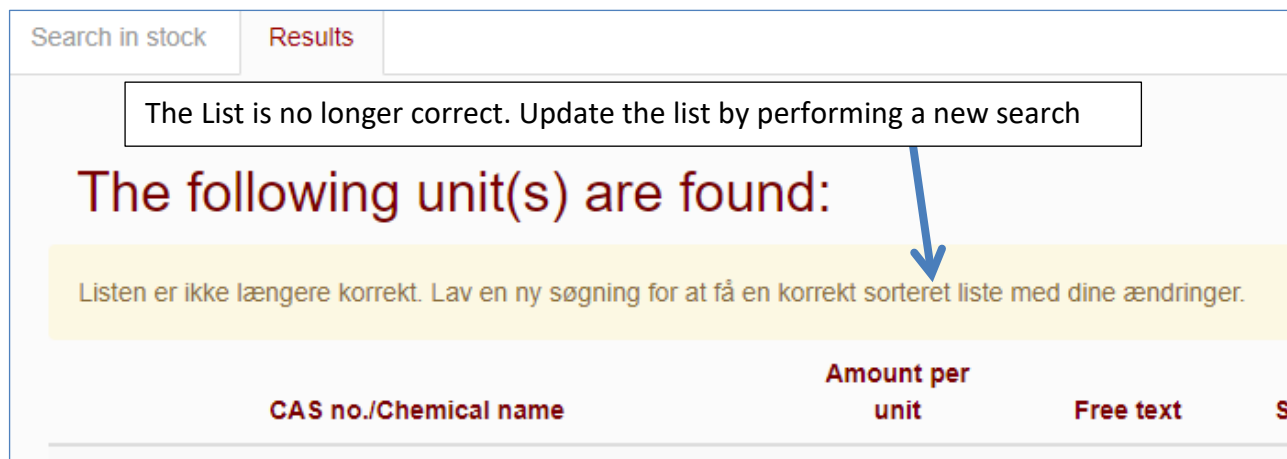 Search in stock Results
The List is no longer correct. Update the list by performing a new search
The following unit(s) are found:
Listen er ikke længere korrekt. Lav en ny søgning for at få en korrekt sorteret liste med dine ændringer.
Amount per
CAS no./Chemical name unit Free text S